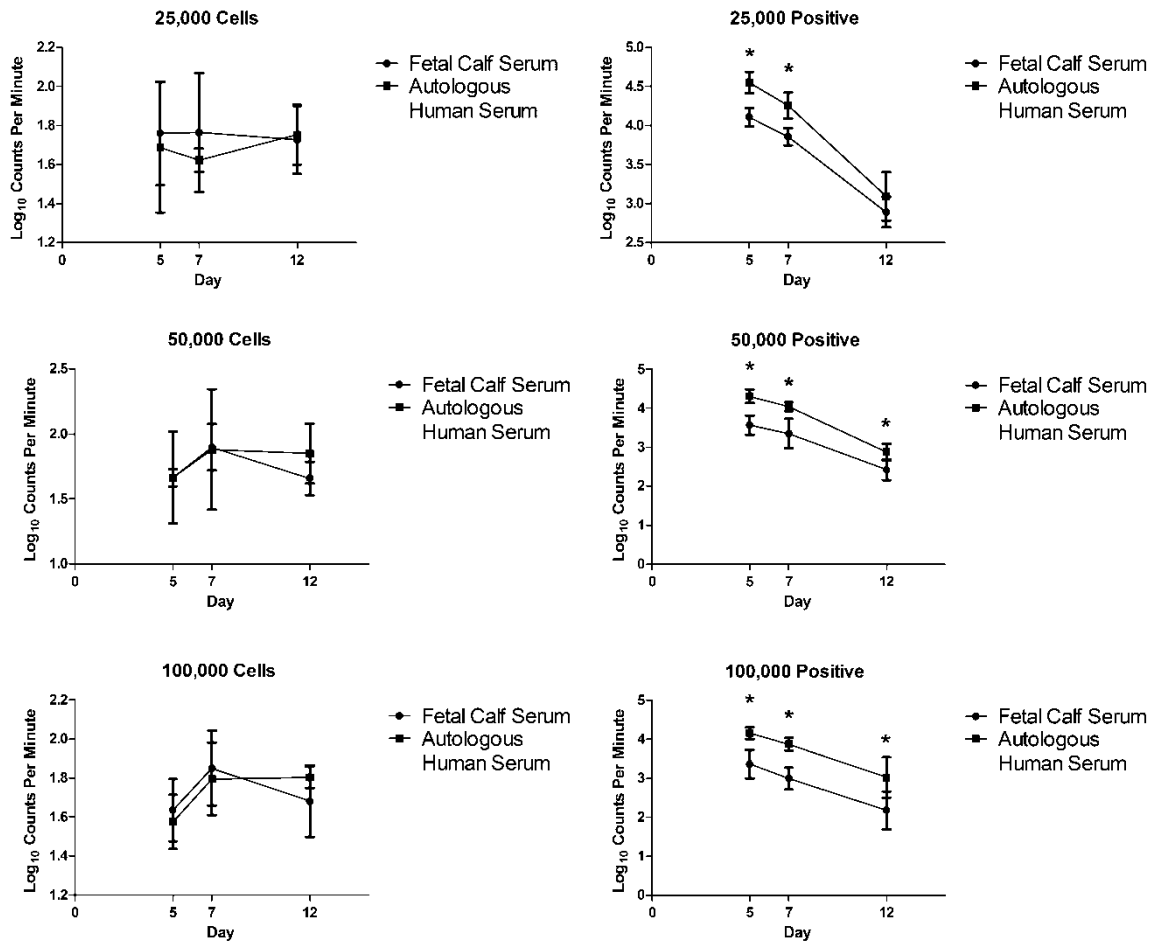 25,000 Cells
2.2
2.0
1.8
1.6
1.4
1.2
0
5
7
12
Log10 Counts Per Minute
Day
Fetal Calf Serum
Autologous
Human Serum
25,000 Positive
5.0
4.5
4.0
3.5
3.0
2.5
0
5
7
12
* *
Log10 Counts Per Minute
Day
Fetal Calf Serum
Autologous
Human Serum
50,000 Cells
2.5
2.0
1.5
1.0
0
5
7
12
Log10 Counts Per Minute
Day
Fetal Calf Serum
Autologous
Human Serum
50,000 Positive
5
4
3
2
1
0
0
5
7
12
* * *
Log10 Counts Per Minute
Day
Fetal Calf Serum
Autologous
Human Serum
100,000 Cells
2.2
2.0
1.8
1.6
1.4
1.2
0
5
7
12
Log10 Counts Per Minute
Day
Fetal Calf Serum
Autologous
Human Serum
100,000 Positive
5
4
3
2
1
0
0
5
7
12
* * *
Log10 Counts Per Minute
Day
Fetal Calf Serum
Autologous
Human Serum